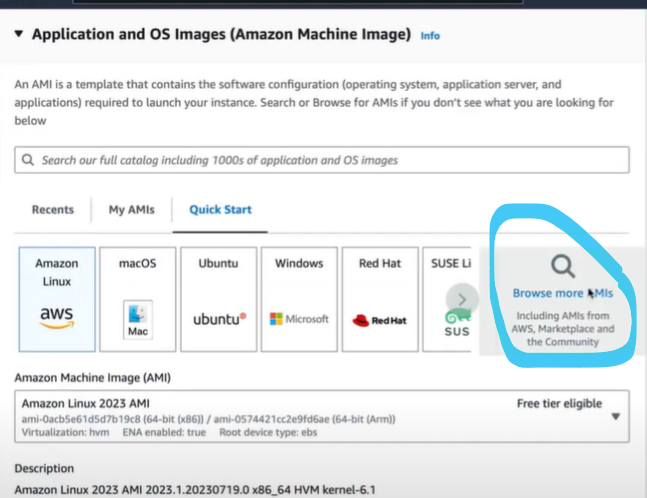 Application and OS Images (Amazon Machine Image) Info
An AMI is a template that contains the software configuration (operating system, application server, and
applications) required to launch your instance. Search or Browse for AMIs if you don't see what you are looking for
below
Search our full catalog including 1000s of application and OS images
Recents My AMIs Quick Start
Amazon
Linux
aws
macOS
Mac
Ubuntu
ubuntu
Windows
Microsoft
Red Hat
RedHat
SUSE Li
SUS
Browse more AMIs
Including AMIs from
AWS, Marketplace and
the Community
Amazon Machine Image (AMI)
Amazon Linux 2023 AMI Free tier eligible
ami-0acb5e61d5d7b19c8 (64-bit (x86)) / ami-0574421cc2e9fd6ae (64-bit (Arm))
Virtualization: hvm ENA enabled: true Root device type: ebs
Description
Amazon Linux 2023 AMI 2023.1.20230719.0 x86_64 HVM kernel-6.1